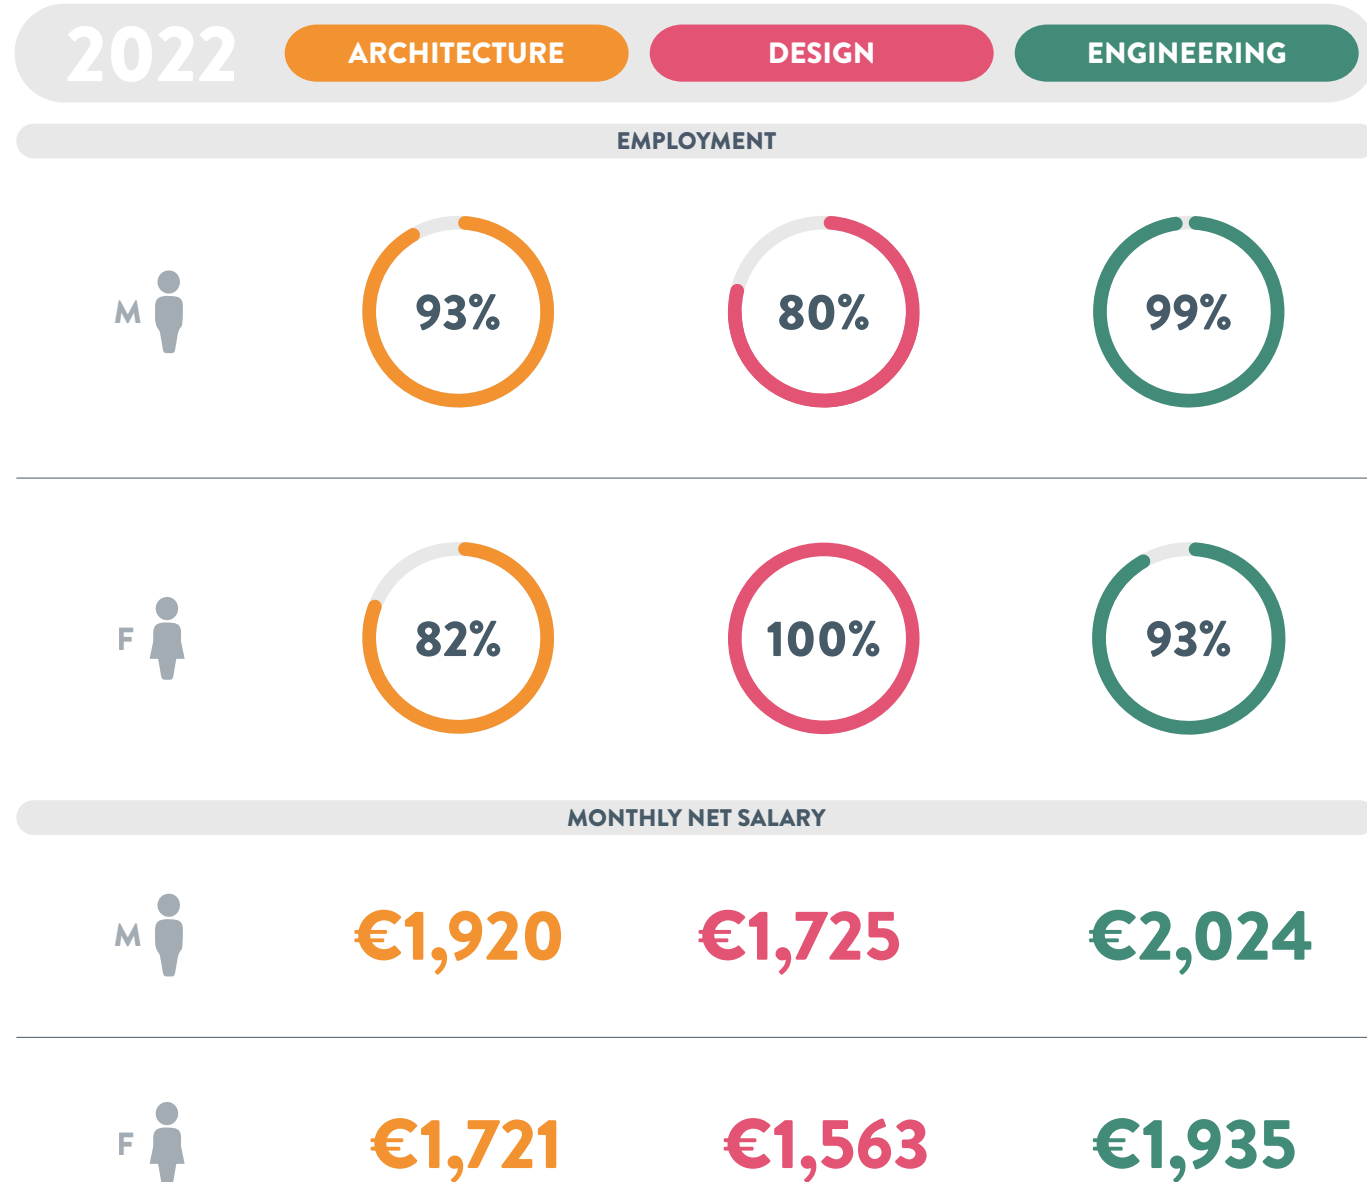 2022 ARCHITECTURE DESIGN ENGINEERING
EMPLOYMENT
M 93% 80% 99%
F 82% 100% 93%
MONTHLY NET SALARY
M €1,920 €1,725 €2,024
F €1,721 €1,563 €1,935